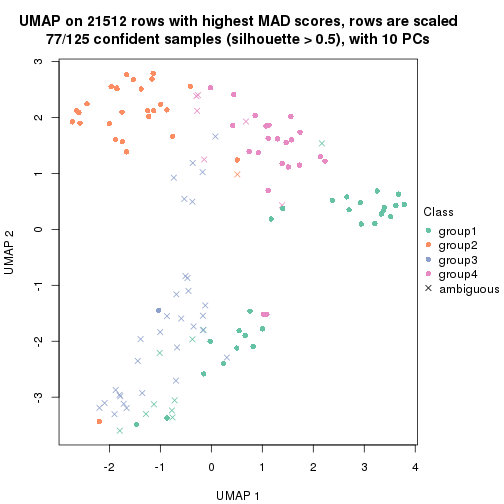 UMAP on 21512 rows with highest MAD scores, rows are scaled
77/125 confident samples (silhouette > 0.5), with 10 PCs
3
2
1
0
-1
-2
-3
UMAP 2
-2
-1
0
1
2
3
4
UMAP 1
Class
group1
group2
group3
group4
ambiguous